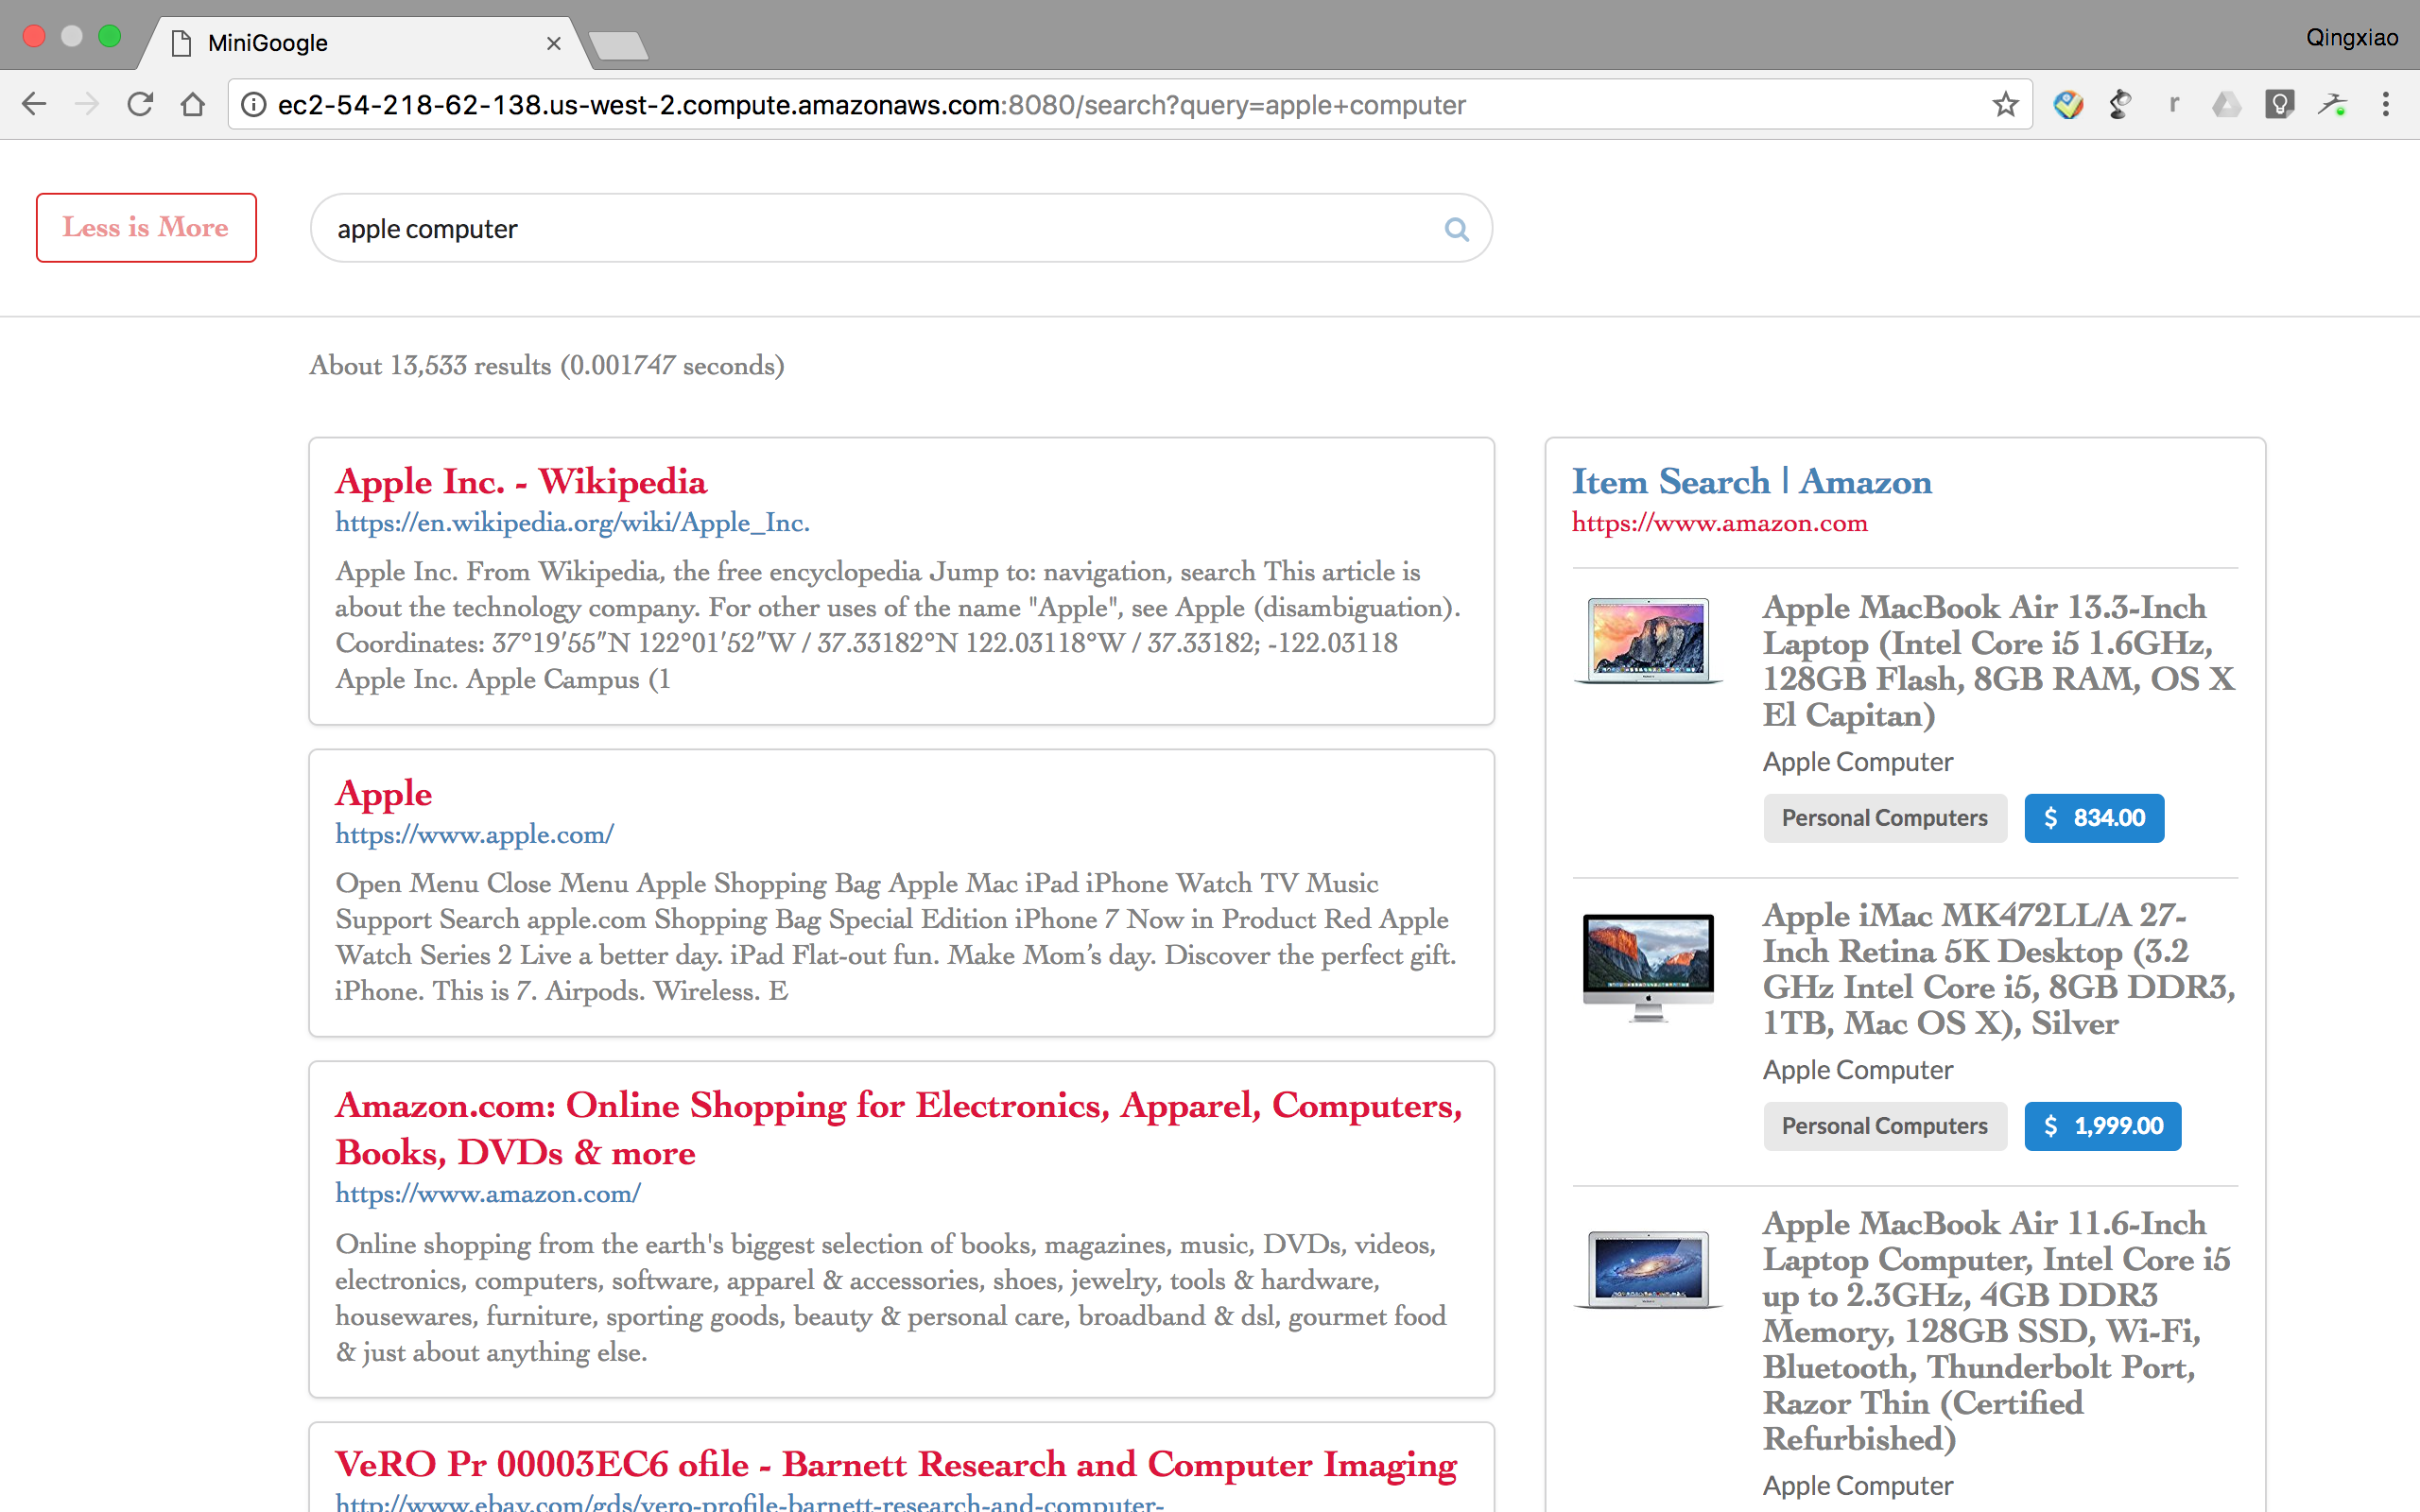 MiniGoogle
Qingxiao
ec2-54-218-62-138.us-west-2.compute.amazonaws.com:8080/search?query=apple+computer
r
Less is More
apple computer
About 13,533 results (0.001747 seconds)
Apple Inc. - Wikipedia
https://en.wikipedia.org/wiki/Apple_Inc.
Apple Inc. From Wikipedia, the free encyclopedia Jump to: navigation, search This article is
about the technology company. For other uses of the name "Apple", see Apple (disambiguation).
Coordinates: 37°19′55″N 122°01′52″W / 37.33182°N 122.03118°W / 37.33182; -122.03118
Apple Inc. Apple Campus (1
Apple
https://www.apple.com/
Open Menu Close Menu Apple Shopping Bag Apple Mac iPad iPhone Watch TV Music
Support Search apple.com Shopping Bag Special Edition iPhone 7 Now in Product Red Apple
Watch Series 2 Live a better day. iPad Flat-out fun. Make Mom’s day. Discover the perfect gift.
iPhone. This is 7. Airpods. Wireless. E
Amazon.com: Online Shopping for Electronics, Apparel, Computers,
Books, DVDs & more
https://www.amazon.com/
Online shopping from the earth's biggest selection of books, magazines, music, DVDs, videos,
electronics, computers, software, apparel & accessories, shoes, jewelry, tools & hardware,
housewares, furniture, sporting goods, beauty & personal care, broadband & dsl, gourmet food
& just about anything else.
VeRO Pr 00003EC6 ofile - Barnett Research and Computer Imaging
http://www.ebay.com/gds/vero-profile-barnett-research-and-computer-
Item Search | Amazon
https://www.amazon.com
Apple MacBook Air 13.3-Inch
Laptop (Intel Core i5 1.6GHz,
128GB Flash, 8GB RAM, OS X
El Capitan)
Apple Computer
Personal Computers $ 834.00
Apple iMac MK472LL/A 27-
Inch Retina 5K Desktop (3.2
GHz Intel Core i5, 8GB DDR3,
1TB, Mac OS X), Silver
Apple Computer
Personal Computers $ 1,999.00
Apple MacBook Air 11.6-Inch
Laptop Computer, Intel Core i5
up to 2.3GHz, 4GB DDR3
Memory, 128GB SSD, Wi-Fi,
Bluetooth, Thunderbolt Port,
Razor Thin (Certified
Refurbished)
Apple Computer